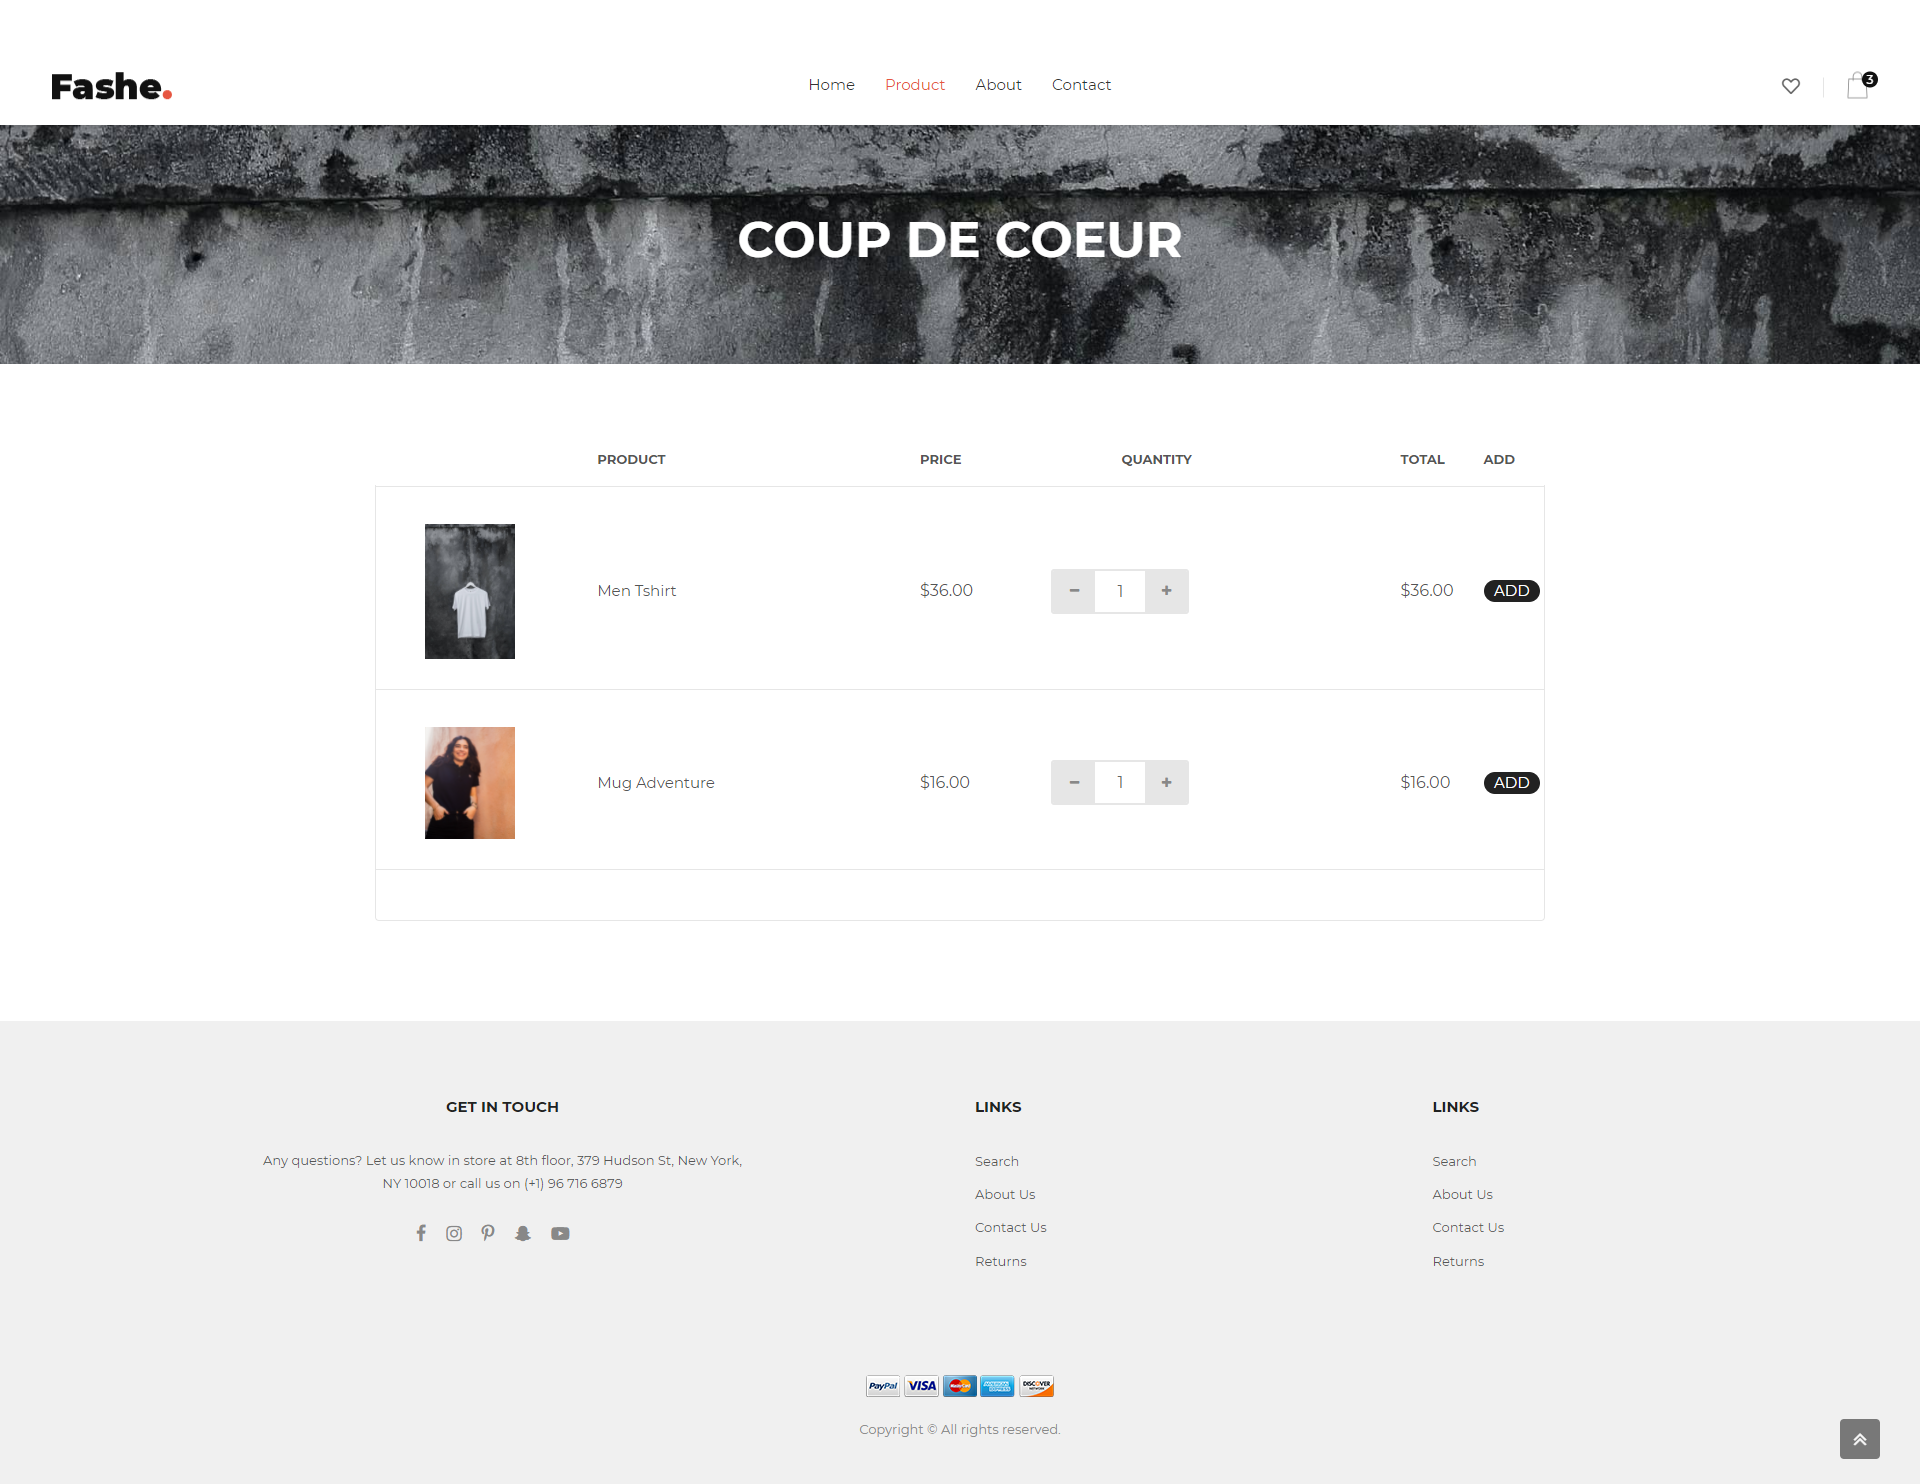 Fashe.
Home Product About Contact
3
COUP DE COEUR
PRODUCT PRICE QUANTITY TOTAL ADD
Men Tshirt $36.00 1 $36.00 ADD
Mug Adventure $16.00 1 $16.00 ADD
GET IN TOUCH
Any questions? Let us know in store at 8th floor, 379 Hudson St, New York,
NY 10018 or call us on (+1) 96 716 6879
LINKS
Search
About Us
Contact Us
Returns
LINKS
Search
About Us
Contact Us
Returns
PayPal VISA MasterCard AMERICAN EXPRESS DISCOVER NETWORK
Copyright © All rights reserved.